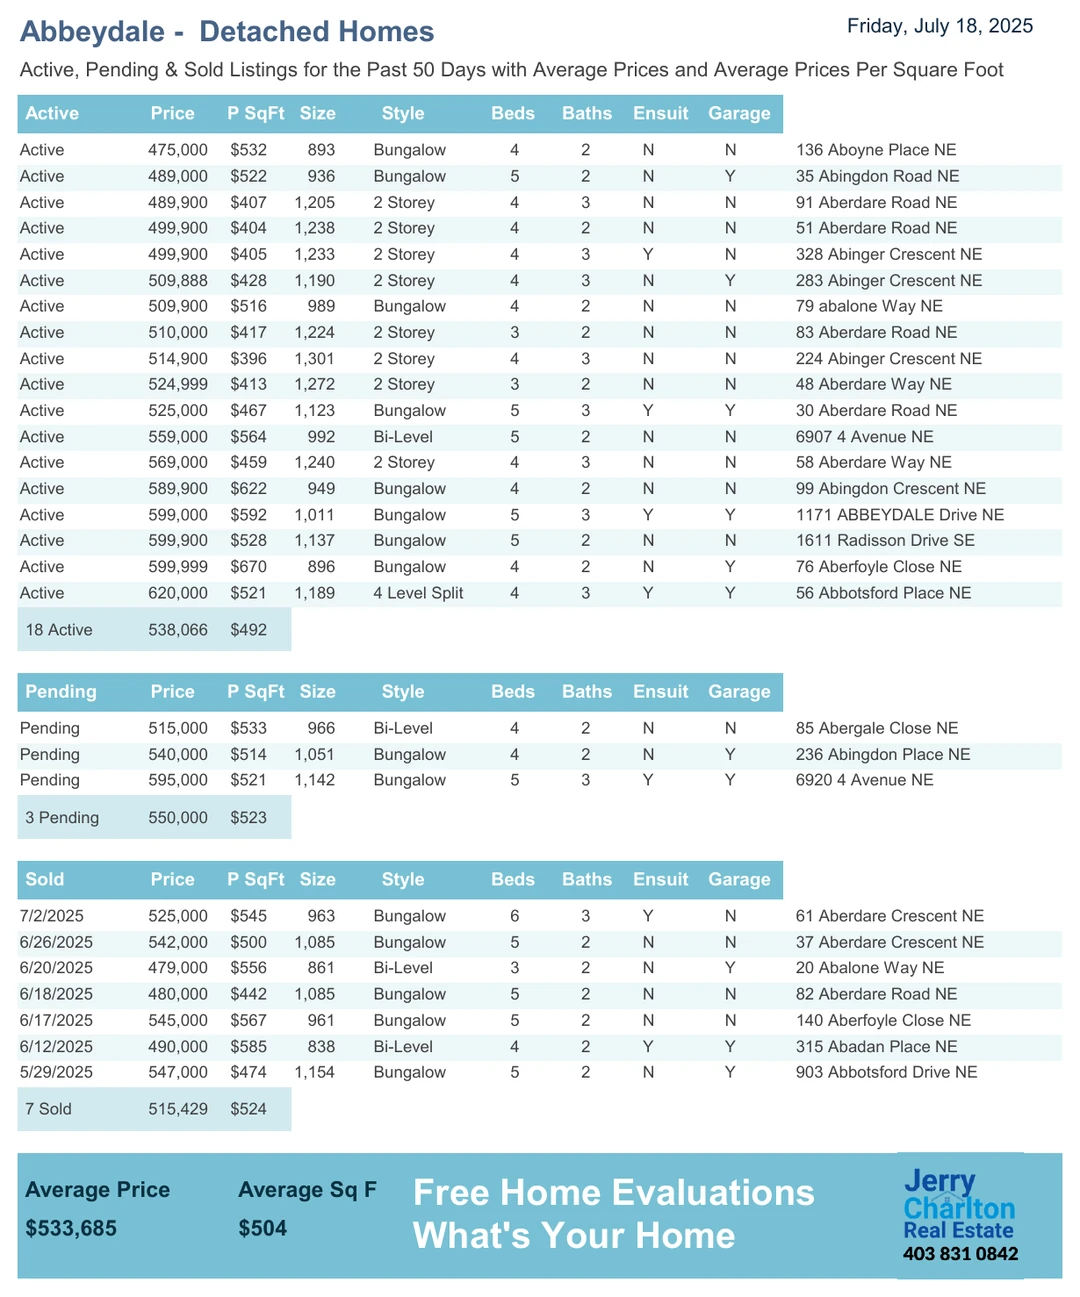 Abbeydale - Detached Homes
Friday, July 18, 2025
Active, Pending & Sold Listings for the Past 50 Days with Average Prices and Average Prices Per Square Foot
Active Price P SqFt Size Style Beds Baths Ensuit Garage
Active 475,000 $532 893 Bungalow 4 2 N N 136 Aboyne Place NE
Active 489,000 $522 936 Bungalow 5 2 N Y 35 Abingdon Road NE
Active 489,900 $407 1,205 2 Storey 4 3 N N 91 Aberdare Road NE
Active 499,900 $404 1,238 2 Storey 4 2 N N 51 Aberdare Road NE
Active 499,900 $405 1,233 2 Storey 4 3 Y N 328 Abinger Crescent NE
Active 509,888 $428 1,190 2 Storey 4 3 N Y 283 Abinger Crescent NE
Active 509,900 $516 989 Bungalow 4 2 N N 79 abalone Way NE
Active 510,000 $417 1,224 2 Storey 3 2 N N 83 Aberdare Road NE
Active 514,900 $396 1,301 2 Storey 4 3 N N 224 Abinger Crescent NE
Active 524,999 $413 1,272 2 Storey 3 2 N N 48 Aberdare Way NE
Active 525,000 $467 1,123 Bungalow 5 3 Y Y 30 Aberdare Road NE
Active 559,000 $564 992 Bi-Level 5 2 N N 6907 4 Avenue NE
Active 569,000 $459 1,240 2 Storey 4 3 N N 58 Aberdare Way NE
Active 589,900 $622 949 Bungalow 4 2 N N 99 Abingdon Crescent NE
Active 599,000 $592 1,011 Bungalow 5 3 Y Y 1171 ABBEYDALE Drive NE
Active 599,900 $528 1,137 Bungalow 5 2 N N 1611 Radisson Drive SE
Active 599,999 $670 896 Bungalow 4 2 N Y 76 Aberfoyle Close NE
Active 620,000 $521 1,189 4 Level Split 4 3 Y Y 56 Abbotsford Place NE
18 Active 538,066 $492
Pending Price P SqFt Size Style Beds Baths Ensuit Garage
Pending 515,000 $533 966 Bi-Level 4 2 N N 85 Abergale Close NE
Pending 540,000 $514 1,051 Bungalow 4 2 N Y 236 Abingdon Place NE
Pending 595,000 $521 1,142 Bungalow 5 3 Y Y 6920 4 Avenue NE
3 Pending 550,000 $523
Sold Price P SqFt Size Style Beds Baths Ensuit Garage
7/2/2025 525,000 $545 963 Bungalow 6 3 Y N 61 Aberdare Crescent NE
6/26/2025 542,000 $500 1,085 Bungalow 5 2 N N 37 Aberdare Crescent NE
6/20/2025 479,000 $556 861 Bi-Level 3 2 N Y 20 Abalone Way NE
6/18/2025 480,000 $442 1,085 Bungalow 5 2 N N 82 Aberdare Road NE
6/17/2025 545,000 $567 961 Bungalow 5 2 N N 140 Aberfoyle Close NE
6/12/2025 490,000 $585 838 Bi-Level 4 2 Y Y 315 Abadan Place NE
5/29/2025 547,000 $474 1,154 Bungalow 5 2 N Y 903 Abbotsford Drive NE
7 Sold 515,429 $524
Average Price Average Sq F
$533,685 $504
Free Home Evaluations
What's Your Home
Jerry
Charlton
Real Estate
403 831 0842